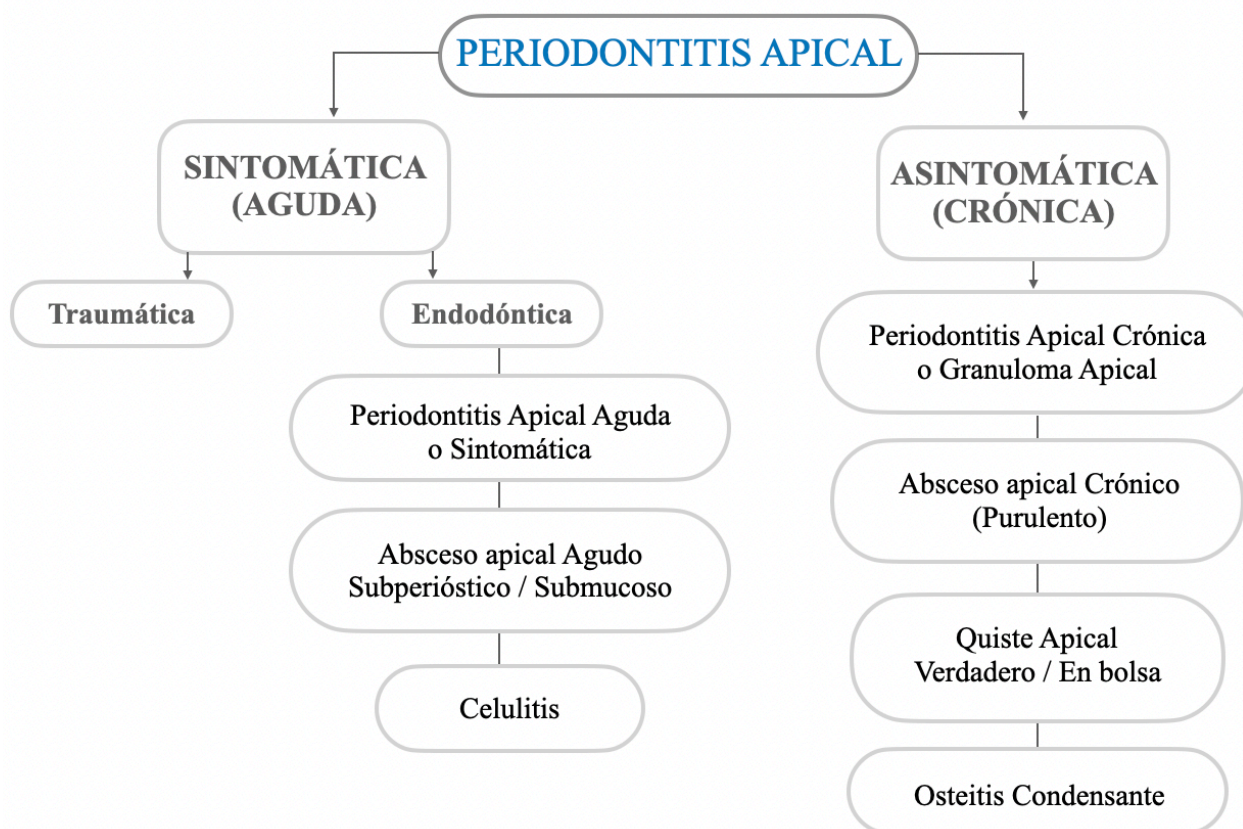 PERIODONTITIS APICAL
SINTOMÁTICA
(AGUDA)
Traumática
Endodóntica
Periodontitis Apical Aguda
o Sintomática
Absceso apical Agudo
Subperióstico / Submucoso
Celulitis
ASINTOMÁTICA
(CRÓNICA)
Periodontitis Apical Crónica
o Granuloma Apical
Absceso apical Crónico
(Purulento)
Quiste Apical
Verdadero / En bolsa
Osteitis Condensante